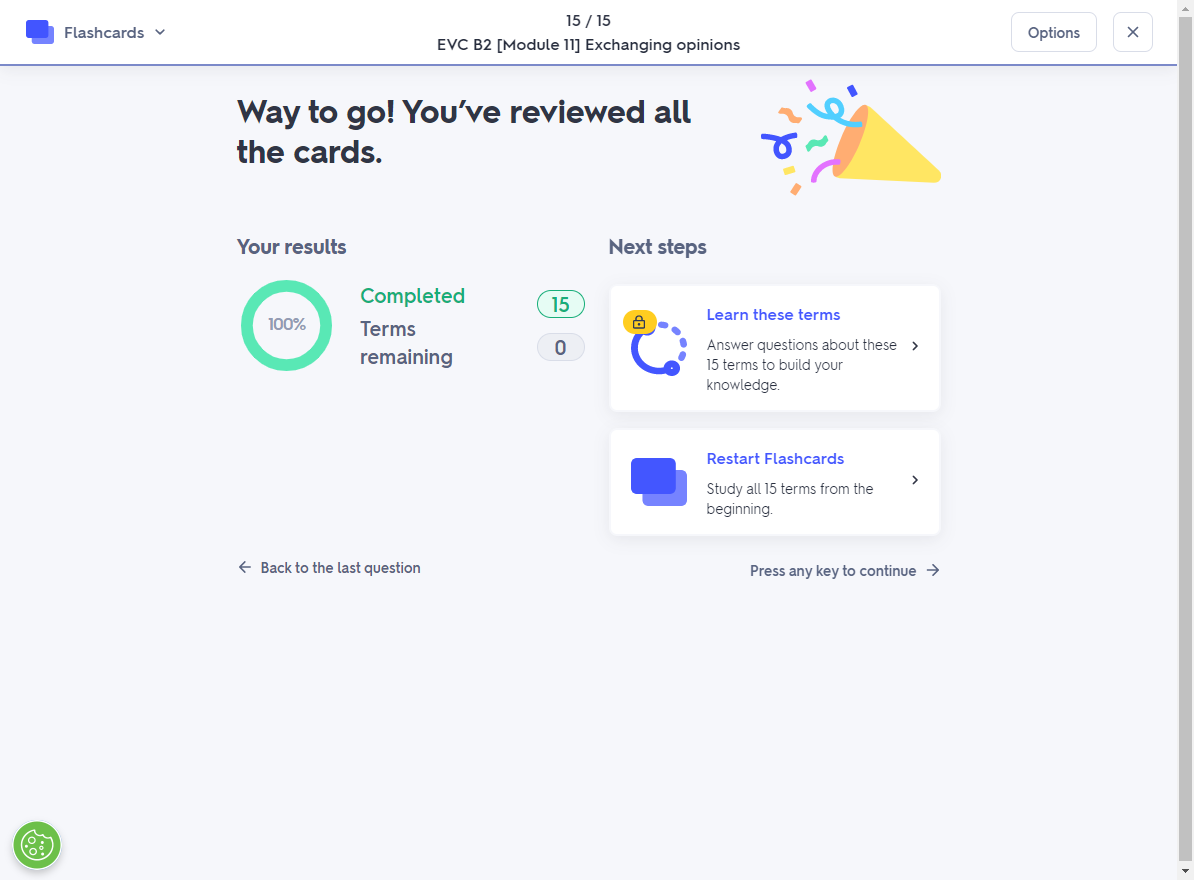 Flashcards
15 / 15
EVC B2 [Module 11] Exchanging opinions
Options
Way to go! You’ve reviewed all
the cards.
Your results
100%
Completed
15
Terms
remaining
0
Next steps
Learn these terms
Answer questions about these
15 terms to build your
knowledge.
Restart Flashcards
Study all 15 terms from the
beginning.
Back to the last question
Press any key to continue